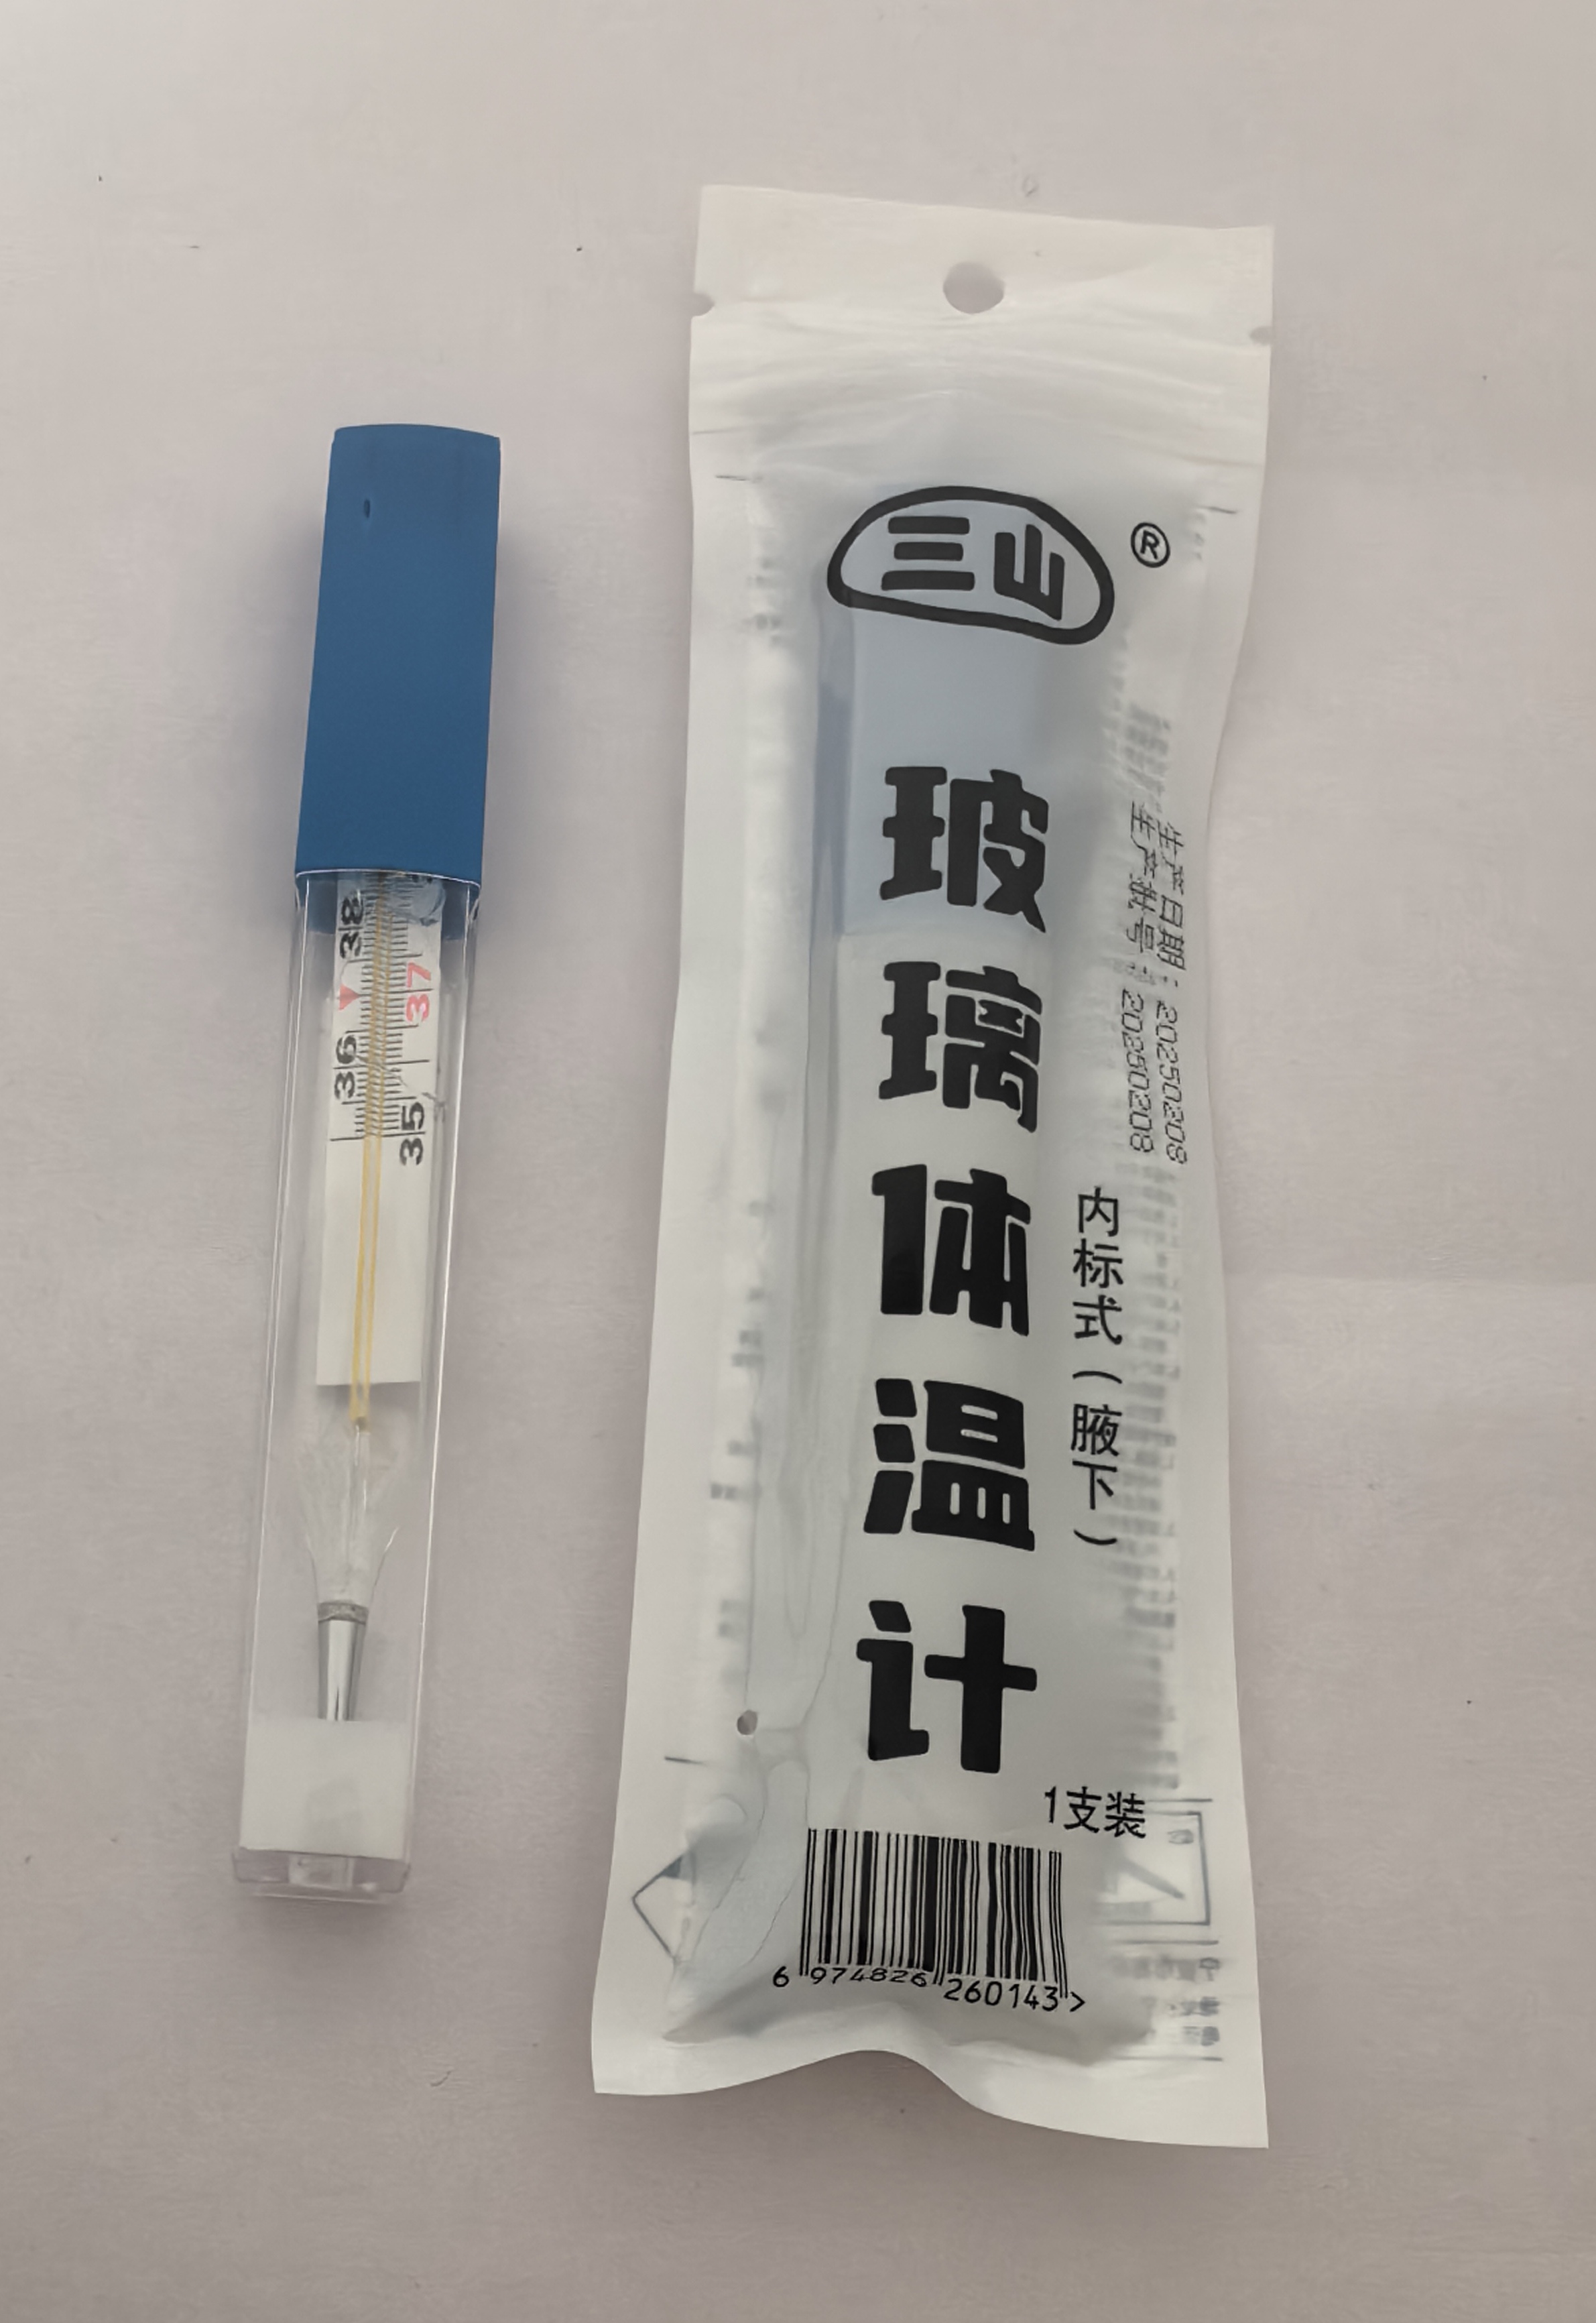 38
37
36
35
三山
®
玻璃体温计
生产日期：20250208
生产批号：20250208
内标式（腋下）
1支装
6 974826 260143>